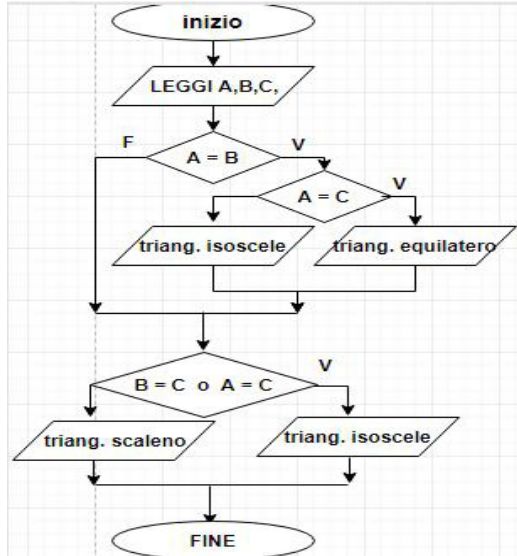 inizio
LEGGI A,B,C,
A = B
F
V
A = C
V
triang. isoscele
triang. equilatero
B = C o A = C
V
triang. scaleno
triang. isoscele
FINE